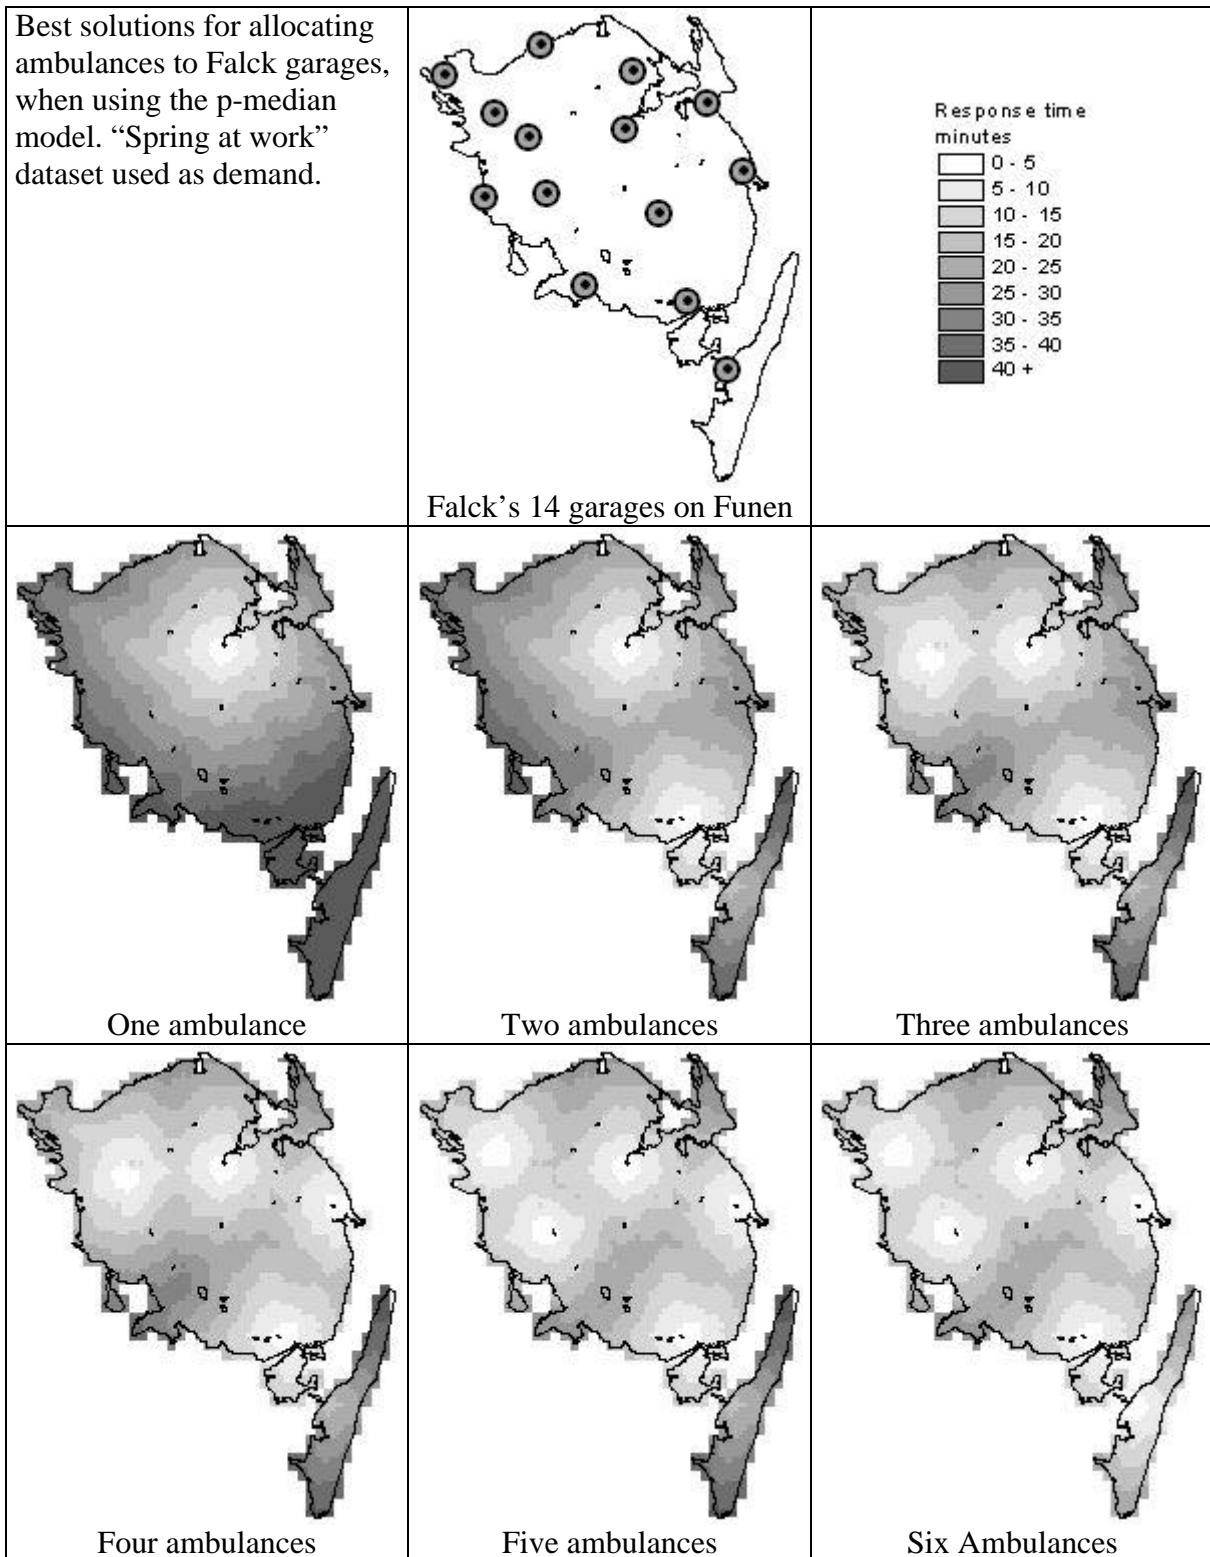 Best solutions for allocating
ambulances to Falck garages,
when using the p-median
model. “Spring at work”
dataset used as demand.
Falck’s 14 garages on Funen
Response time
minutes
0 - 5
5 - 10
10 - 15
15 - 20
20 - 25
25 - 30
30 - 35
35 - 40
40 +
One ambulance
Two ambulances
Three ambulances
Four ambulances
Five ambulances
Six Ambulances